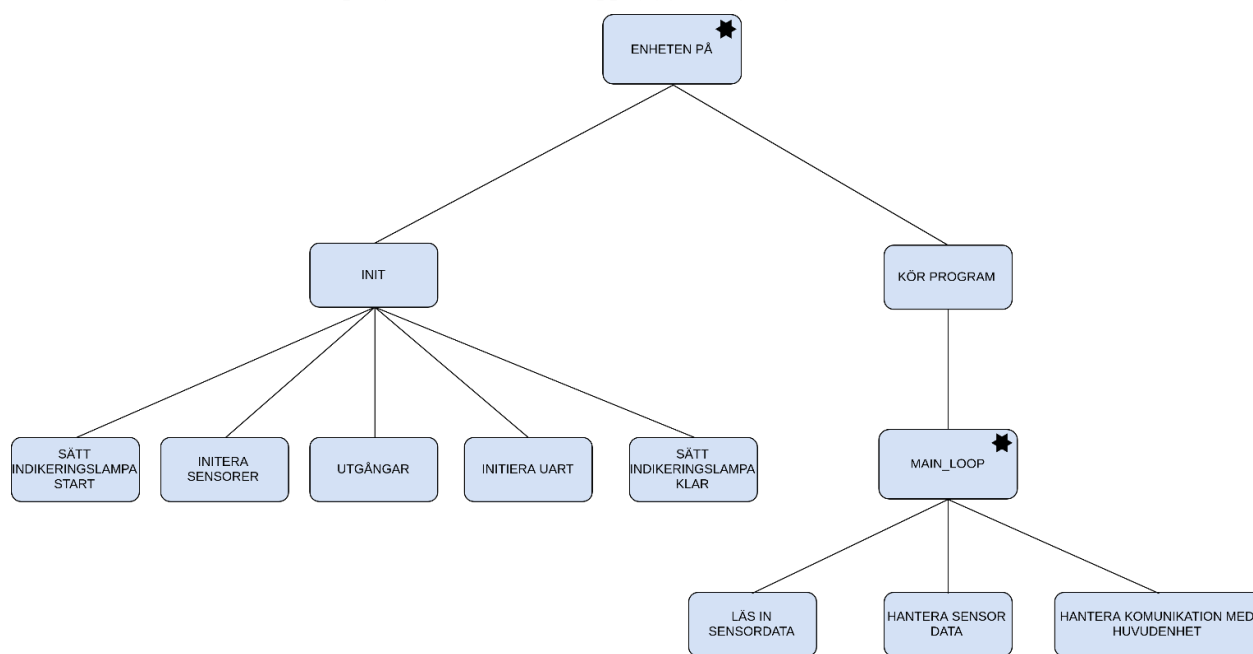 ENHETEN PÅ
INIT
KÖR PROGRAM
SÄTT
INDIKERINGSLAMPA
START
INITERA
SENSORER
UTGÅNGAR
INITIERA UART
SÄTT
INDIKERINGSLAMPA
KLAR
MAIN_LOOP
LÄS IN
SENSORDATA
HANTERA SENSOR
DATA
HANTERA KOMUNIKATION MED
HUVUDENHET